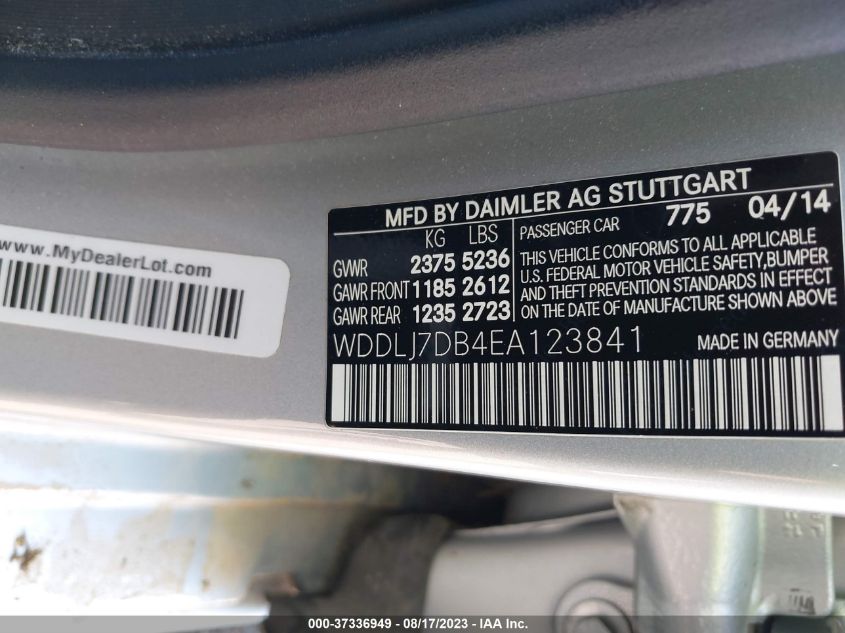 www.MyDealerLot.com
MFD BY DAIMLER AG STUTTGART
KG LBS
GVWR 2375 5236
GAWR FRONT 1185 2612
GAWR REAR 1235 2723
PASSENGER CAR 775 04/14
THIS VEHICLE CONFORMS TO ALL APPLICABLE
U.S. FEDERAL MOTOR VEHICLE SAFETY,BUMPER
AND THEFT PREVENTION STANDARDS IN EFFECT
ON THE DATE OF MANUFACTURE SHOWN ABOVE
WDDLJ7DB4EA123841 MADE IN GERMANY
000-37336949 - 08/17/2023 - IAA Inc.